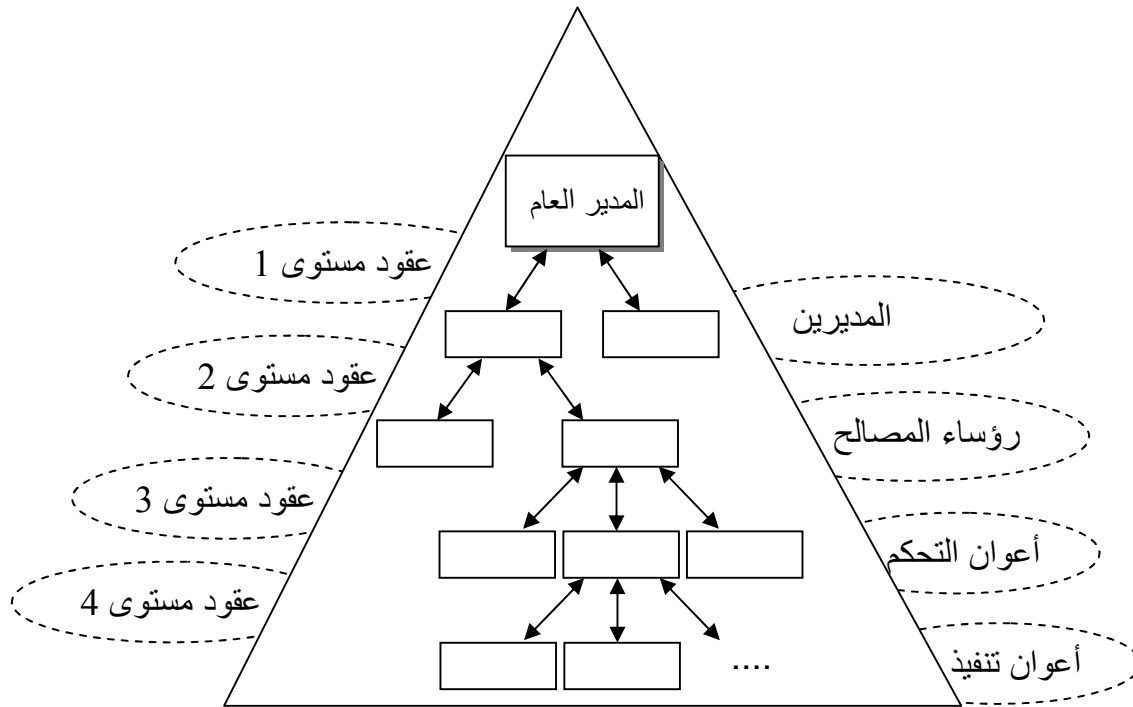 المدير العام
عقود مستوى 1
المديرين
عقود مستوى 2
رؤساء المصالح
عقود مستوى 3
أعوان التحكم
عقود مستوى 4
أعوان تنفيذ
....